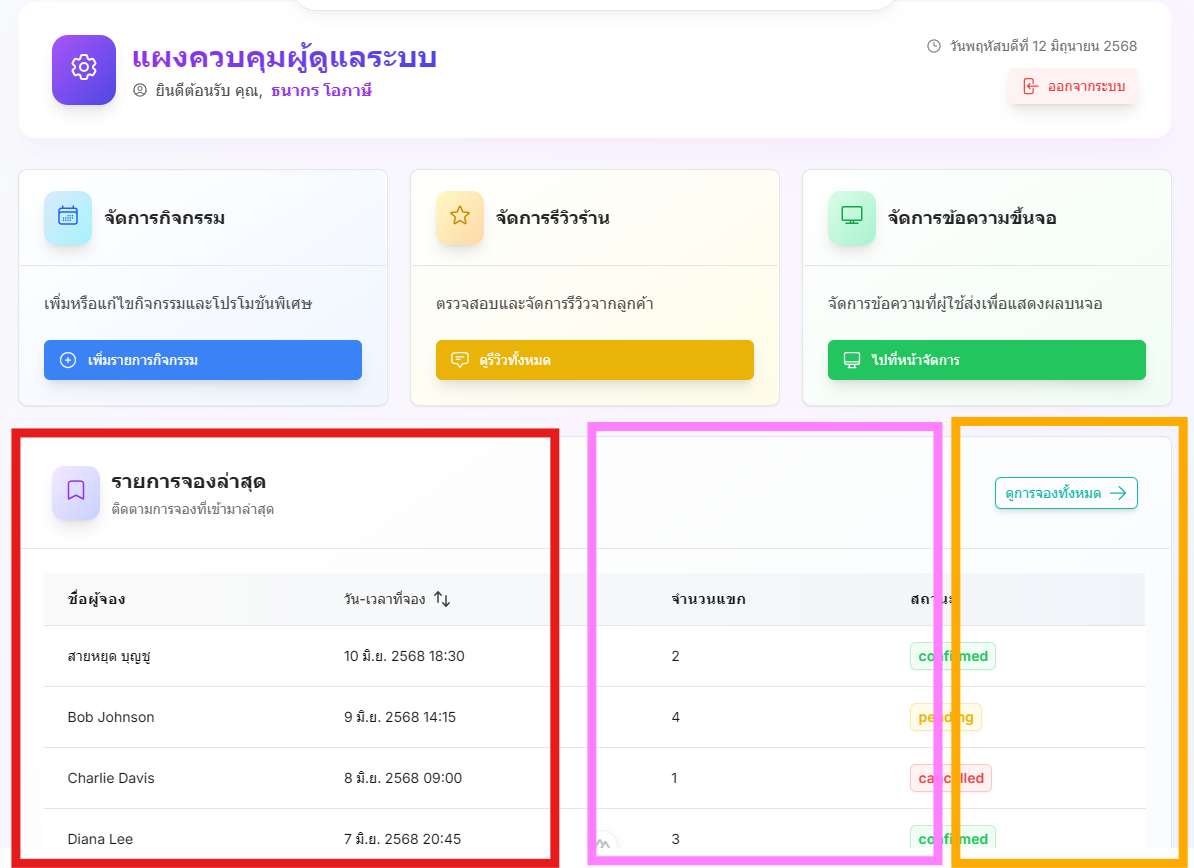 แผงควบคุมผู้ดูแลระบบ
ยินดีต้อนรับ คุณ, ธนากร โอภาษี
วันพฤหัสบดีที่ 12 มิถุนายน 2568
ออกจากระบบ
จัดการกิจกรรม
เพิ่มหรือแก้ไขกิจกรรมและโปรโมชันพิเศษ
เพิ่มรายการกิจกรรม
จัดการรีวิวร้าน
ตรวจสอบและจัดการรีวิวจากลูกค้า
ดูรีวิวทั้งหมด
จัดการข้อความขึ้นจอ
จัดการข้อความที่ผู้ใช้ส่งเพื่อแสดงผลบนจอ
ไปที่หน้าจัดการ
รายการจองล่าสุด
ติดตามการจองที่เข้ามาล่าสุด
ดูการจองทั้งหมด
ชื่อผู้จอง วัน-เวลาที่จอง จำนวนแขก สถานะ
สายหยุด บุญชู 10 มิ.ย. 2568 18:30 2 confirmed
Bob Johnson 9 มิ.ย. 2568 14:15 4 pending
Charlie Davis 8 มิ.ย. 2568 09:00 1 cancelled
Diana Lee 7 มิ.ย. 2568 20:45 3 confirmed